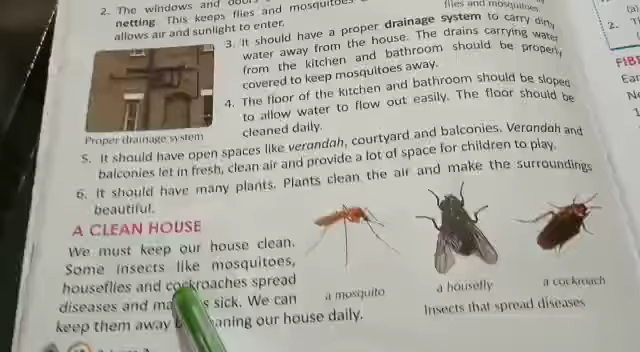 2. The windows and doors
netting. This keeps flies and mosquitoes
allows air and sunlight to enter.
flies and mosquitoes
3. It should have a proper drainage system to carry dirty
water away from the house. The drains carrying water
from the kitchen and bathroom should be properly
covered to keep mosquitoes away.
4. The floor of the kitchen and bathroom should be sloped
to allow water to flow out easily. The floor should be
cleaned daily.
Proper drainage system
5. It should have open spaces like verandah, courtyard and balconies. Verandah and
balconies let in fresh, clean air and provide a lot of space for children to play.
6. It should have many plants. Plants clean the air and make the surroundings
beautiful.
A CLEAN HOUSE
We must keep our house clean.
Some insects like mosquitoes,
houseflies and cockroaches spread
diseases and sick. We can
keep them away our house daily.
a mosquito
a housefly
a cockroach
Insects that spread diseases
(a)
2.
FIB
Ear
1